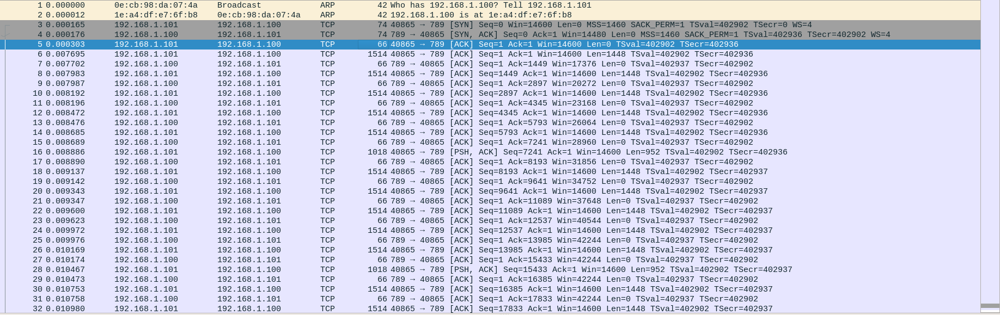 1 0.000000 0e:cb:98:da:07:4a Broadcast ARP 42 Who has 192.168.1.100? Tell 192.168.1.101
2 0.000012 1e:a4:df:e7:6f:b8 0e:cb:98:da:07:4a ARP 42 192.168.1.100 is at 1e:a4:df:e7:6f:b8
3 0.000165 192.168.1.101 192.168.1.100 TCP 74 40865 → 789 [SYN] Seq=0 Win=14600 Len=0 MSS=1460 SACK_PERM=1 TSval=402902 TSecr=0 WS=4
4 0.000176 192.168.1.100 192.168.1.101 TCP 74 789 → 40865 [SYN, ACK] Seq=0 Ack=1 Win=14480 Len=0 MSS=1460 SACK_PERM=1 TSval=402936 TSecr=402902 WS=4
5 0.000303 192.168.1.101 192.168.1.100 TCP 66 40865 → 789 [ACK] Seq=1 Ack=1 Win=14600 Len=0 TSval=402902 TSecr=402936
6 0.007695 192.168.1.101 192.168.1.100 TCP 1514 40865 → 789 [ACK] Seq=1 Ack=1 Win=14600 Len=1448 TSval=402902 TSecr=402936
7 0.007702 192.168.1.100 192.168.1.101 TCP 66 789 → 40865 [ACK] Seq=1 Ack=1449 Win=17376 Len=0 TSval=402937 TSecr=402902
8 0.007983 192.168.1.101 192.168.1.100 TCP 1514 40865 → 789 [ACK] Seq=1449 Ack=1 Win=14600 Len=1448 TSval=402902 TSecr=402936
9 0.007987 192.168.1.100 192.168.1.101 TCP 66 789 → 40865 [ACK] Seq=1 Ack=2897 Win=20272 Len=0 TSval=402937 TSecr=402902
10 0.008192 192.168.1.101 192.168.1.100 TCP 1514 40865 → 789 [ACK] Seq=2897 Ack=1 Win=14600 Len=1448 TSval=402902 TSecr=402936
11 0.008196 192.168.1.100 192.168.1.101 TCP 66 789 → 40865 [ACK] Seq=1 Ack=4345 Win=23168 Len=0 TSval=402937 TSecr=402902
12 0.008472 192.168.1.101 192.168.1.100 TCP 1514 40865 → 789 [ACK] Seq=4345 Ack=1 Win=14600 Len=1448 TSval=402902 TSecr=402936
13 0.008476 192.168.1.100 192.168.1.101 TCP 66 789 → 40865 [ACK] Seq=1 Ack=5793 Win=26064 Len=0 TSval=402937 TSecr=402902
14 0.008685 192.168.1.101 192.168.1.100 TCP 1514 40865 → 789 [ACK] Seq=5793 Ack=1 Win=14600 Len=1448 TSval=402902 TSecr=402936
15 0.008689 192.168.1.100 192.168.1.101 TCP 66 789 → 40865 [ACK] Seq=1 Ack=7241 Win=28960 Len=0 TSval=402937 TSecr=402902
16 0.008886 192.168.1.101 192.168.1.100 TCP 1018 40865 → 789 [PSH, ACK] Seq=7241 Ack=1 Win=14600 Len=952 TSval=402902 TSecr=402936
17 0.008890 192.168.1.100 192.168.1.101 TCP 66 789 → 40865 [ACK] Seq=1 Ack=8193 Win=31856 Len=0 TSval=402937 TSecr=402902
18 0.009137 192.168.1.101 192.168.1.100 TCP 1514 40865 → 789 [ACK] Seq=8193 Ack=1 Win=14600 Len=1448 TSval=402902 TSecr=402937
19 0.009142 192.168.1.100 192.168.1.101 TCP 66 789 → 40865 [ACK] Seq=1 Ack=9641 Win=34752 Len=0 TSval=402937 TSecr=402902
20 0.009343 192.168.1.101 192.168.1.100 TCP 1514 40865 → 789 [ACK] Seq=9641 Ack=1 Win=14600 Len=1448 TSval=402902 TSecr=402937
21 0.009347 192.168.1.100 192.168.1.101 TCP 66 789 → 40865 [ACK] Seq=1 Ack=11089 Win=37648 Len=0 TSval=402937 TSecr=402902
22 0.009600 192.168.1.101 192.168.1.100 TCP 1514 40865 → 789 [ACK] Seq=11089 Ack=1 Win=14600 Len=1448 TSval=402902 TSecr=402937
23 0.009623 192.168.1.100 192.168.1.101 TCP 66 789 → 40865 [ACK] Seq=1 Ack=12537 Win=40544 Len=0 TSval=402937 TSecr=402902
24 0.009972 192.168.1.101 192.168.1.100 TCP 1514 40865 → 789 [ACK] Seq=12537 Ack=1 Win=14600 Len=1448 TSval=402902 TSecr=402937
25 0.009976 192.168.1.100 192.168.1.101 TCP 66 789 → 40865 [ACK] Seq=1 Ack=13985 Win=42244 Len=0 TSval=402937 TSecr=402902
26 0.010169 192.168.1.101 192.168.1.100 TCP 1514 40865 → 789 [ACK] Seq=13985 Ack=1 Win=14600 Len=1448 TSval=402902 TSecr=402937
27 0.010174 192.168.1.100 192.168.1.101 TCP 66 789 → 40865 [ACK] Seq=1 Ack=15433 Win=42244 Len=0 TSval=402937 TSecr=402902
28 0.010467 192.168.1.101 192.168.1.100 TCP 1018 40865 → 789 [PSH, ACK] Seq=15433 Ack=1 Win=14600 Len=952 TSval=402902 TSecr=402937
29 0.010473 192.168.1.100 192.168.1.101 TCP 66 789 → 40865 [ACK] Seq=1 Ack=16385 Win=42244 Len=0 TSval=402937 TSecr=402902
30 0.010753 192.168.1.101 192.168.1.100 TCP 1514 40865 → 789 [ACK] Seq=16385 Ack=1 Win=14600 Len=1448 TSval=402902 TSecr=402937
31 0.010758 192.168.1.100 192.168.1.101 TCP 66 789 → 40865 [ACK] Seq=1 Ack=17833 Win=42244 Len=0 TSval=402937 TSecr=402902
32 0.010980 192.168.1.101 192.168.1.100 TCP 1514 40865 → 789 [ACK] Seq=17833 Ack=1 Win=14600 Len=1448 TSval=402902 TSecr=402937